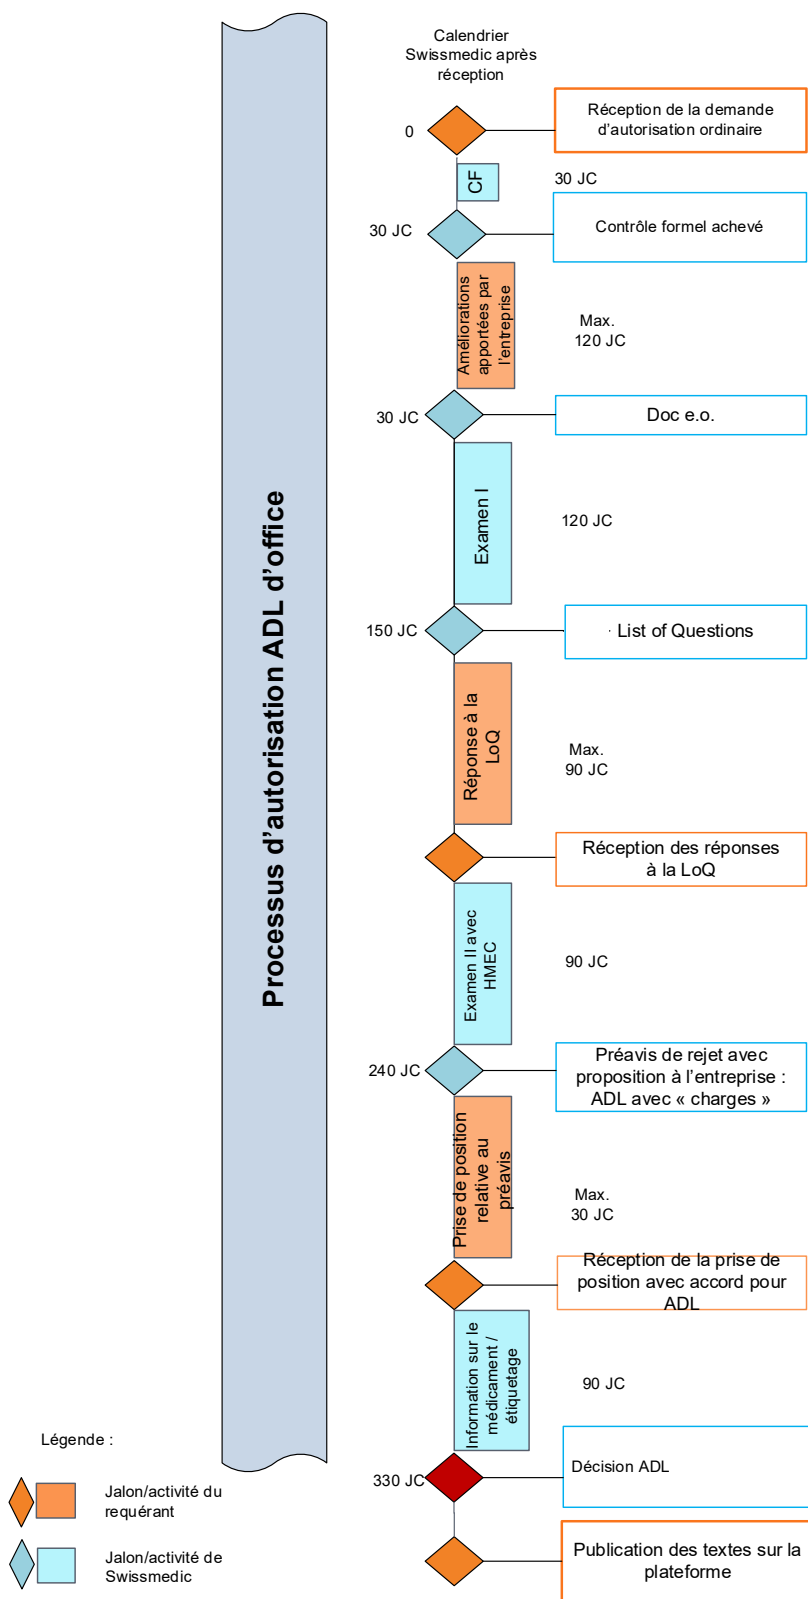 Calendrier
Swissmedic après
réception
0
Réception de la demande
d'autorisation ordinaire
CF
30 JC
30 JC
Contrôle formel achevé
Améliorations
apportées par
l'entreprise
Max.
120 JC
30 JC
Doc e.o.
Examen I
120 JC
150 JC
· List of Questions
Réponse à la
LoQ
Max.
90 JC
Réception des réponses
à la LoQ
Examen II avec
HMEC
90 JC
240 JC
Préavis de rejet avec
proposition à l'entreprise :
ADL avec « charges »
Prise de position
relative au
préavis
Max.
30 JC
Réception de la prise de
position avec accord pour
ADL
Information sur le
médicament /
étiquetage
90 JC
330 JC
Décision ADL
Publication des textes sur la
plateforme
Processus d'autorisation ADL d'office
Légende :
Jalon/activité du
requérant
Jalon/activité de
Swissmedic